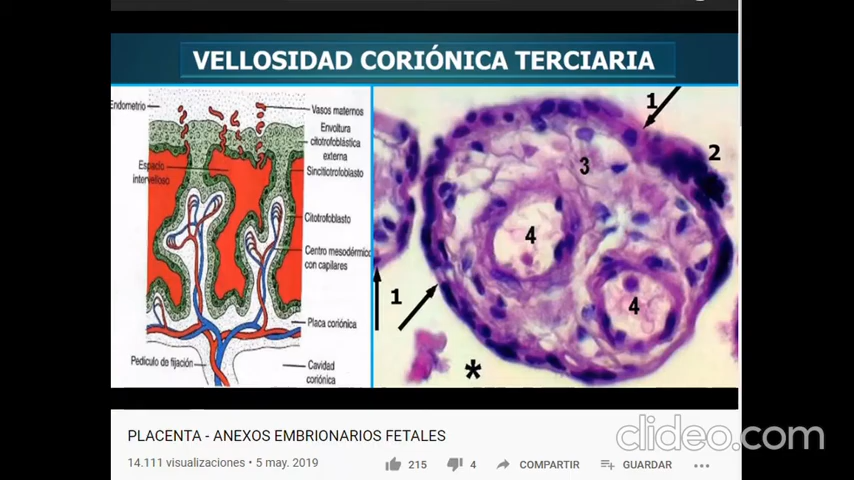 VELLOSIDAD CORIÓNICA TERCIARIA
Endometrio
Vasos maternos
Envoltura
citotrofoblástica
externa
Espacio
intervelloso
Sincitiotrofoblasto
Citotrofoblasto
Centro mesodérmico
con capilares
Placa coriónica
Pedículo de fijación
Cavidad
coriónica
1
2
3
4
4
1
*
PLACENTA - ANEXOS EMBRIONARIOS FETALES
14.111 visualizaciones • 5 may. 2019
215
4
COMPARTIR
GUARDAR
clideo.com